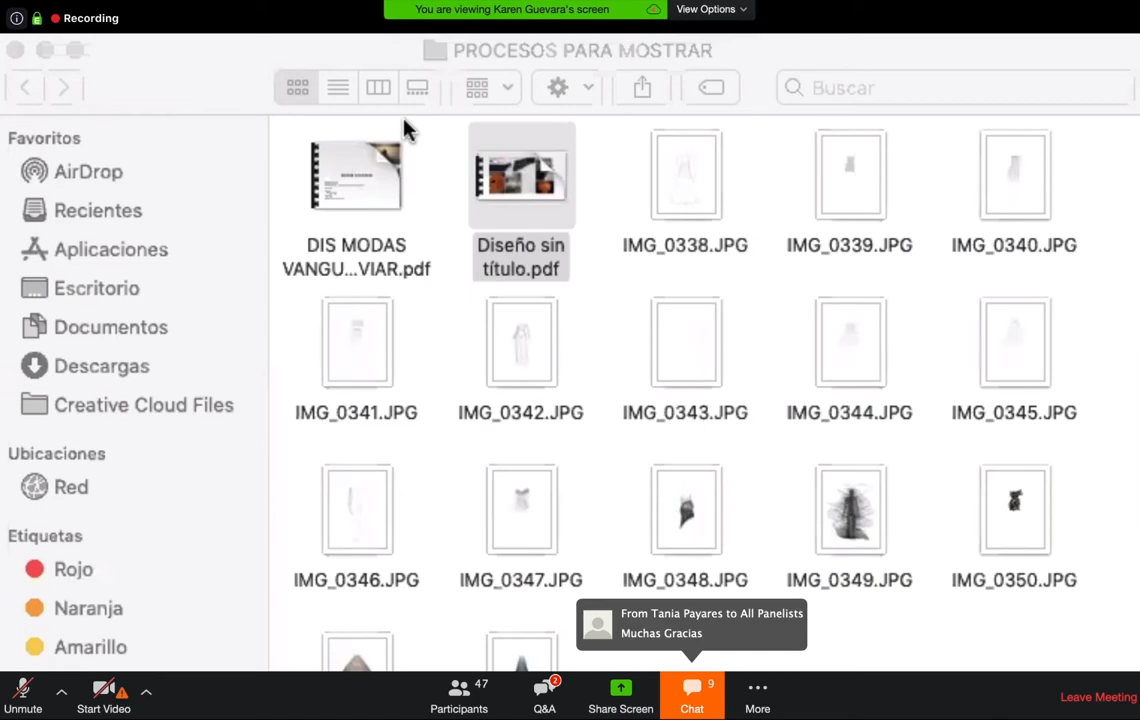 Recording
You are viewing Karen Guevara's screen
View Options
PROCESOS PARA MOSTRAR
Buscar
Favoritos
AirDrop
Recientes
Aplicaciones
Escritorio
Documentos
Descargas
Creative Cloud Files
Ubicaciones
Red
Etiquetas
Rojo
Naranja
Amarillo
DIS MODAS
VANGU...VIAR.pdf
Diseño sin
título.pdf
IMG_0338.JPG
IMG_0339.JPG
IMG_0340.JPG
IMG_0341.JPG
IMG_0342.JPG
IMG_0343.JPG
IMG_0344.JPG
IMG_0345.JPG
IMG_0346.JPG
IMG_0347.JPG
IMG_0348.JPG
IMG_0349.JPG
IMG_0350.JPG
From Tania Payares to All Panelists
Muchas Gracias
Unmute
Start Video
47
Participants
2
Q&A
Share Screen
9
Chat
More
Leave Meeting